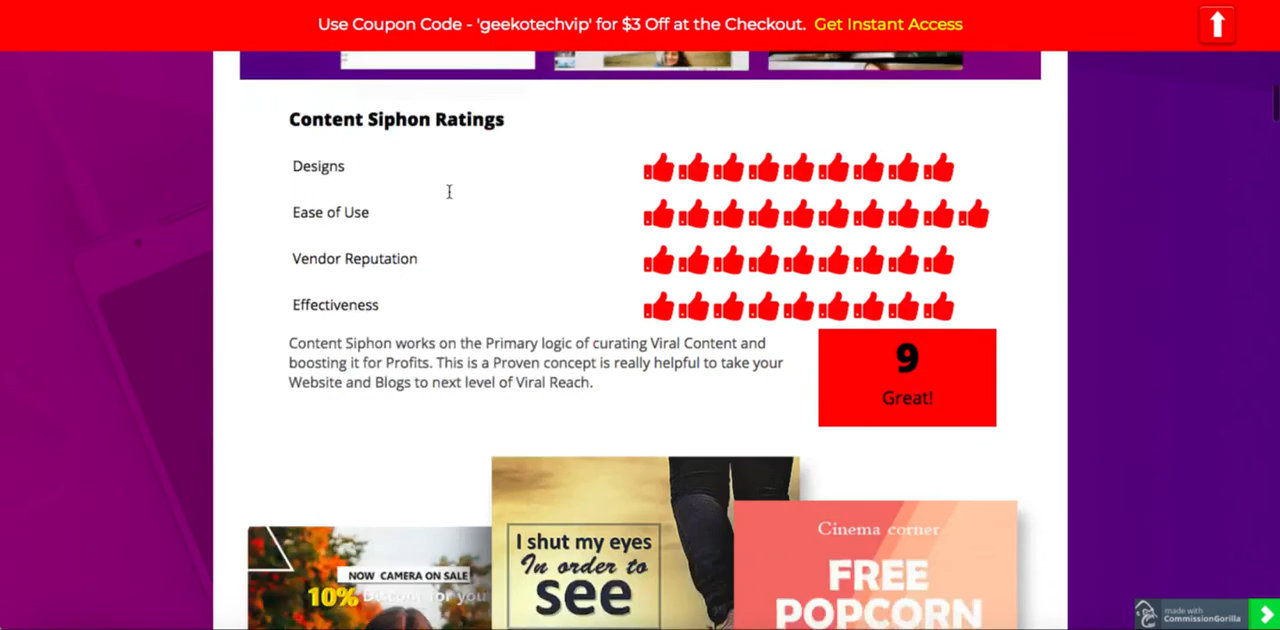 Use Coupon Code - 'geekotechvip' for $3 Off at the Checkout. Get Instant Access
Content Siphon Ratings
Designs
Ease of Use
Vendor Reputation
Effectiveness
Content Siphon works on the Primary logic of curating Viral Content and
boosting it for Profits. This is a Proven concept is really helpful to take your
Website and Blogs to next level of Viral Reach.
9
Great!
NOW CAMERA ON SALE
10% Discount for you
I shut my eyes
In order to
see
Cinema corner
FREE
POPCORN
made with
CommissionGorilla